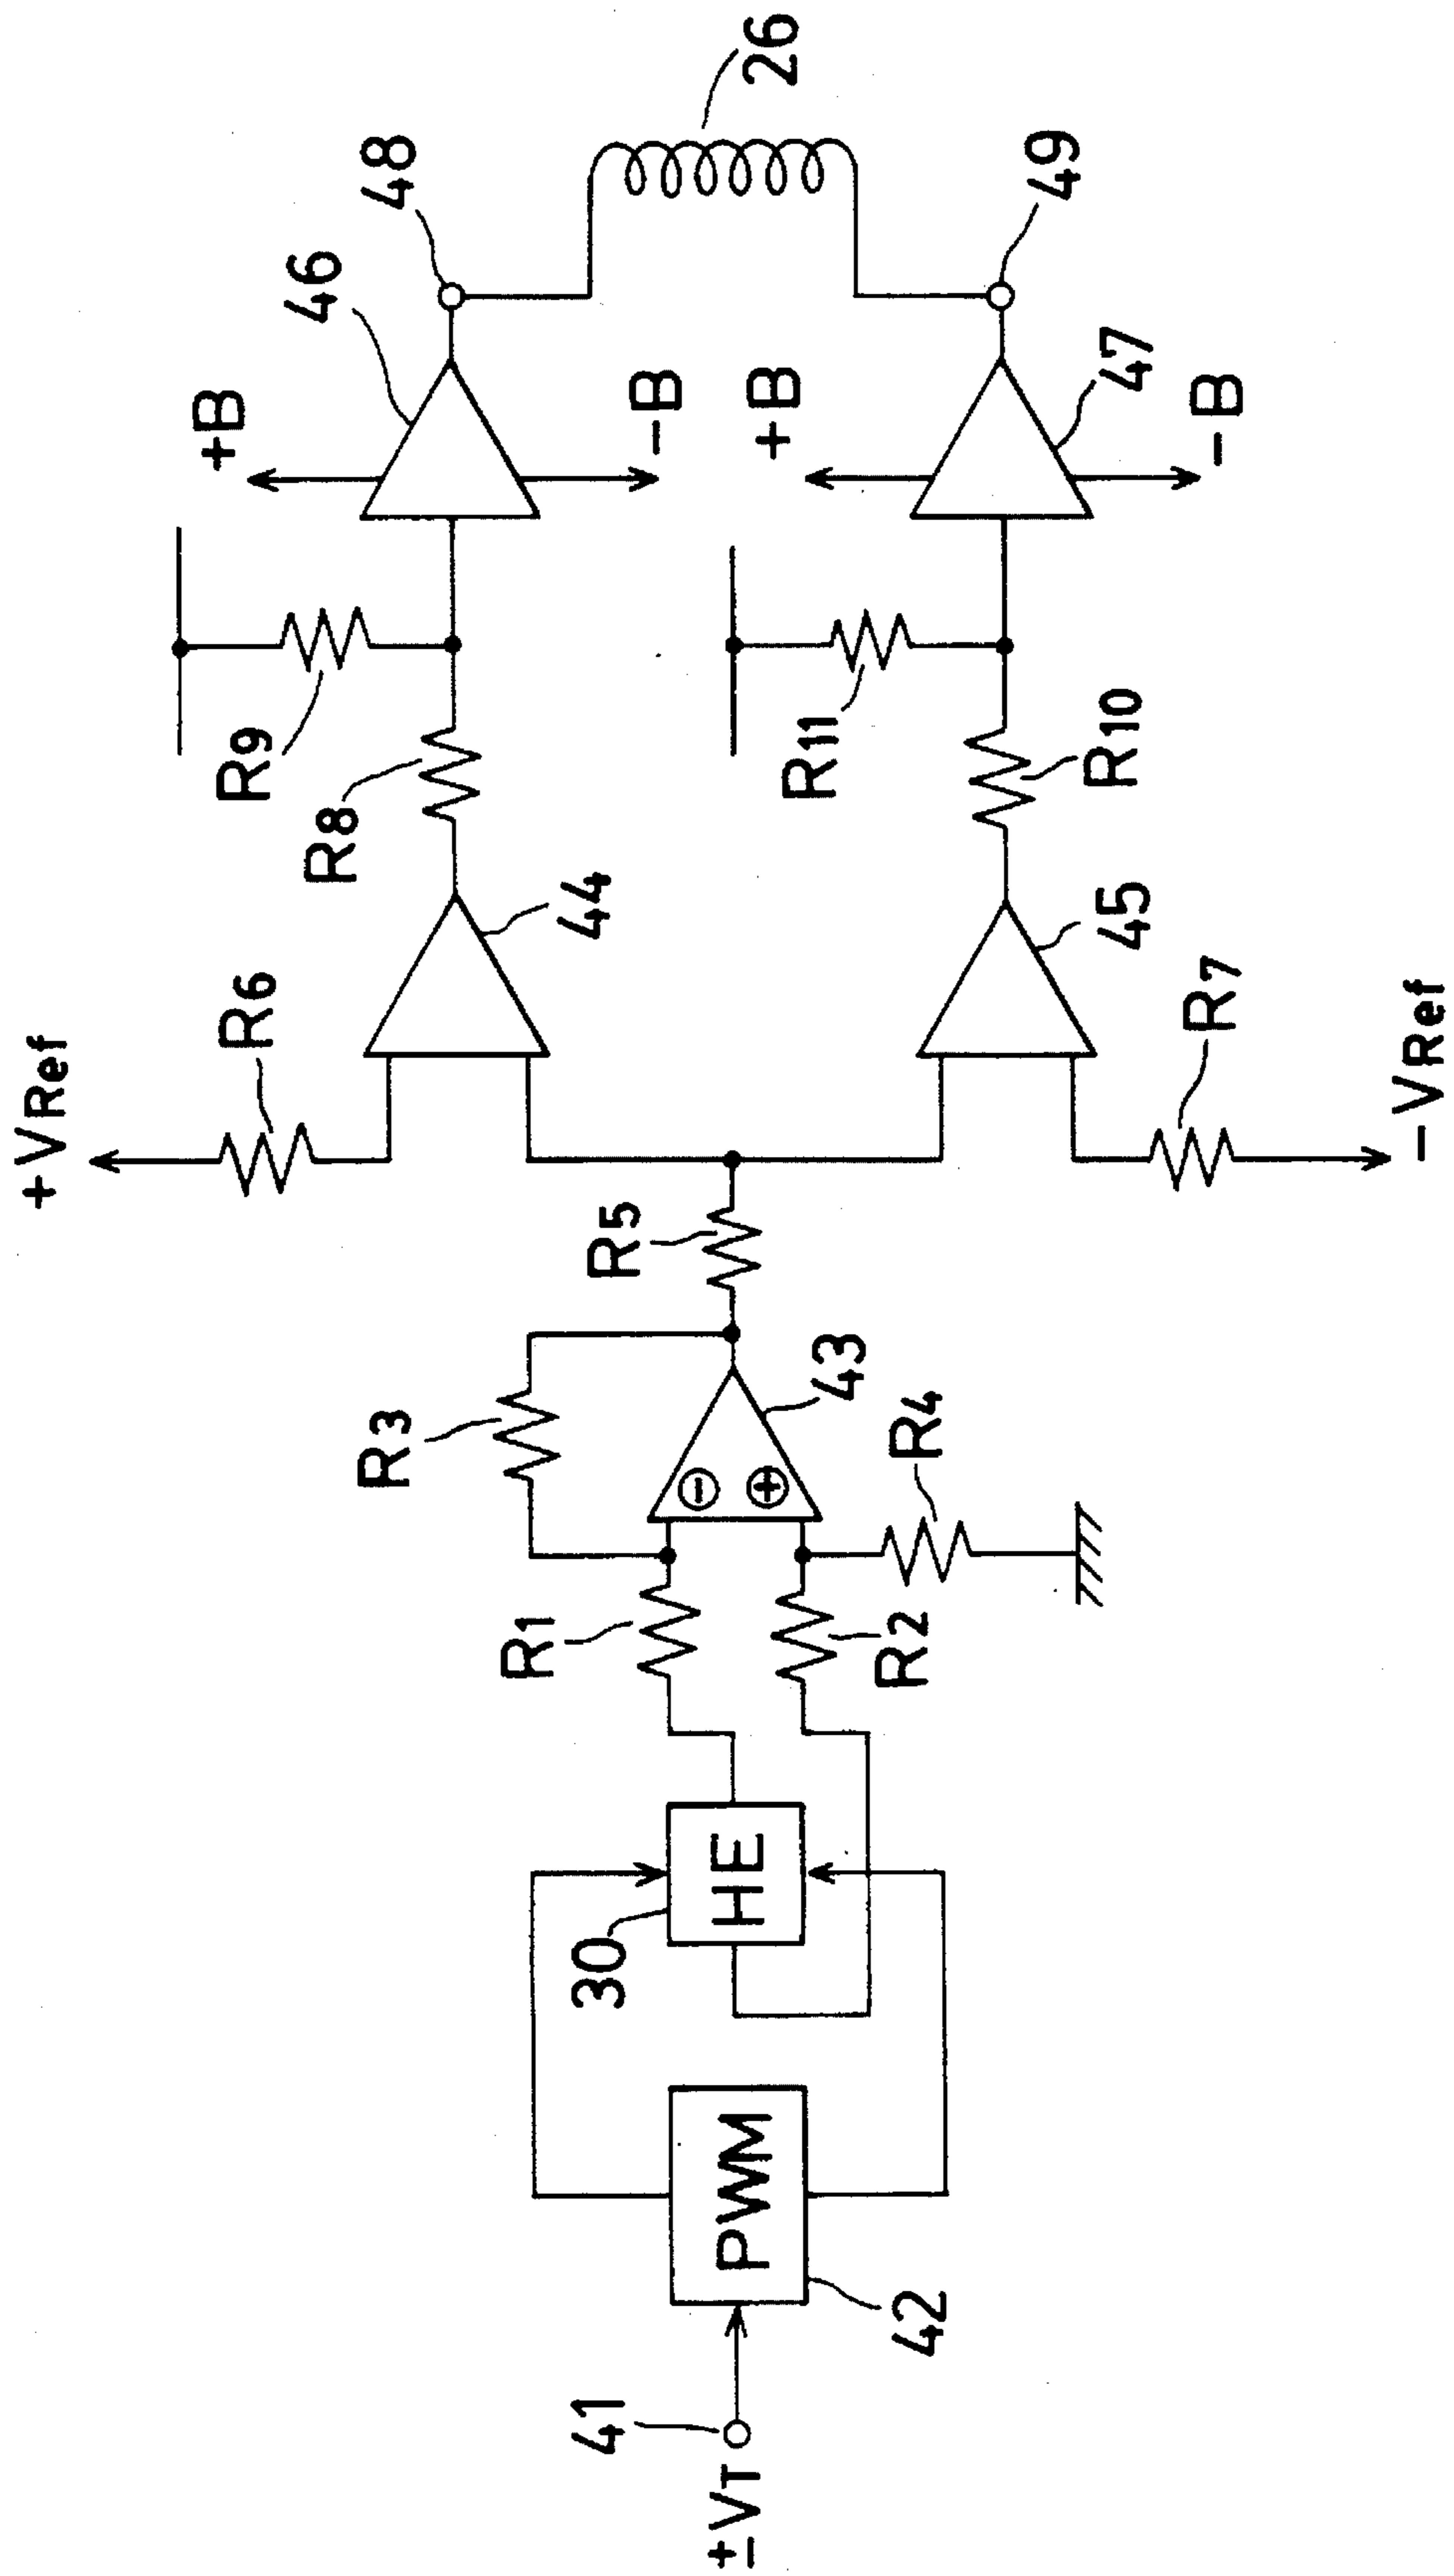 ±VT
41
PWM
42
30
HE
R1
R2
R3
43
R4
R5
+VRef
R6
44
45
R7
−VRef
R8
R9
R10
R11
+B
46
−B
+B
47
−B
48
49
26